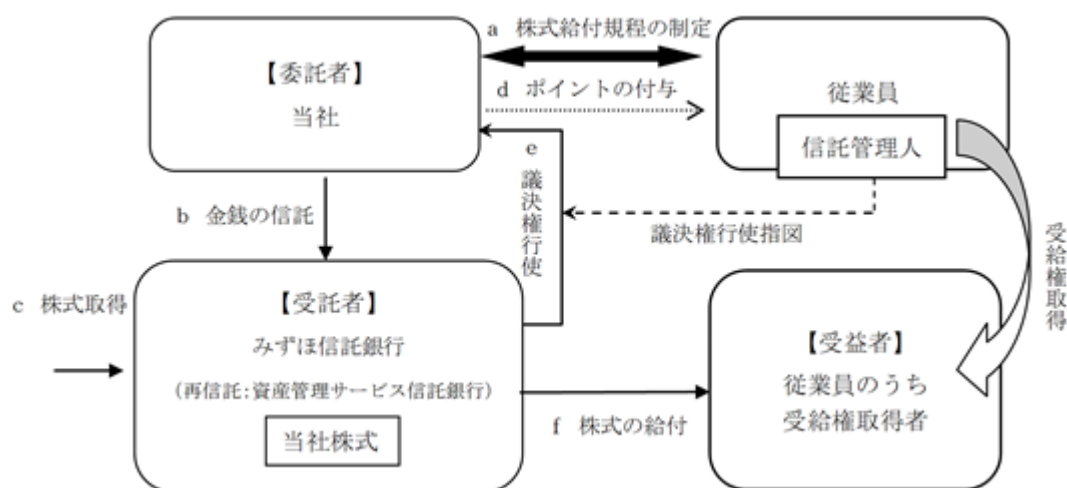 a 株式給付規程の制定
【委託者】
当社
d ポイントの付与
従業員
信託管理人
e 議決権行使
b 金銭の信託
議決権行使指図
受給権取得
c 株式取得
【受託者】
みずほ信託銀行
(再信託:資産管理サービス信託銀行)
当社株式
f 株式の給付
【受益者】
従業員のうち
受給権取得者